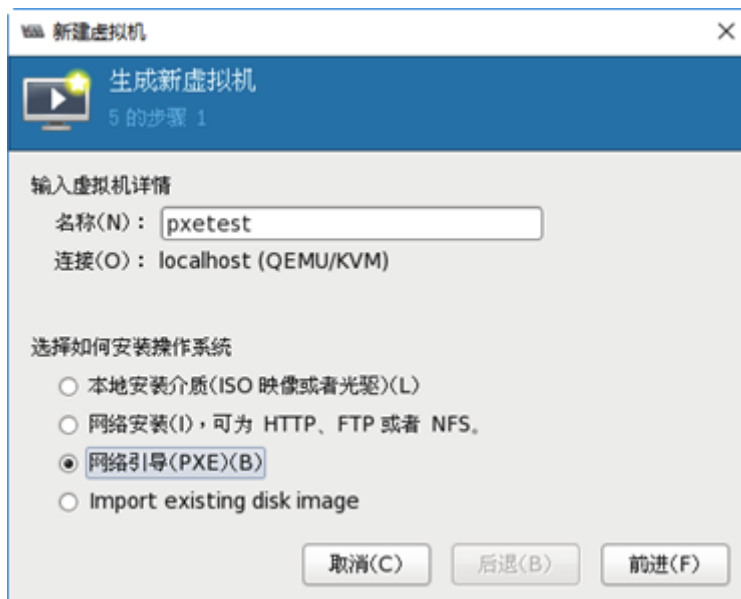 新建虚拟机
生成新虚拟机
5 的步骤 1
输入虚拟机详情
名称(N)： pxetest
连接(O)： localhost (QEMU/KVM)
选择如何安装操作系统
本地安装介质(ISO 映像或者光驱)(L)
网络安装(I)，可为 HTTP、FTP 或者 NFS。
网络引导(PXE)(B)
Import existing disk image
取消(C) 后退(B) 前进(F)